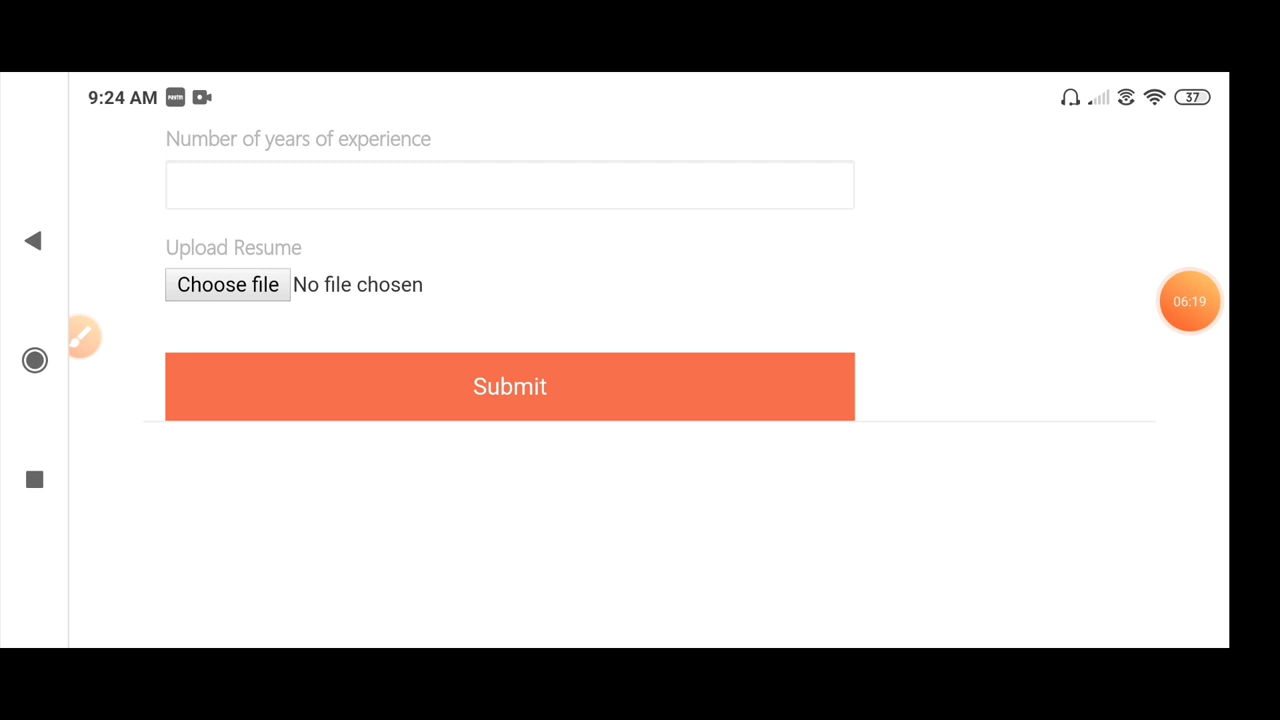 9:24 AM paytm 37
Number of years of experience
Upload Resume
Choose file No file chosen
06:19
Submit